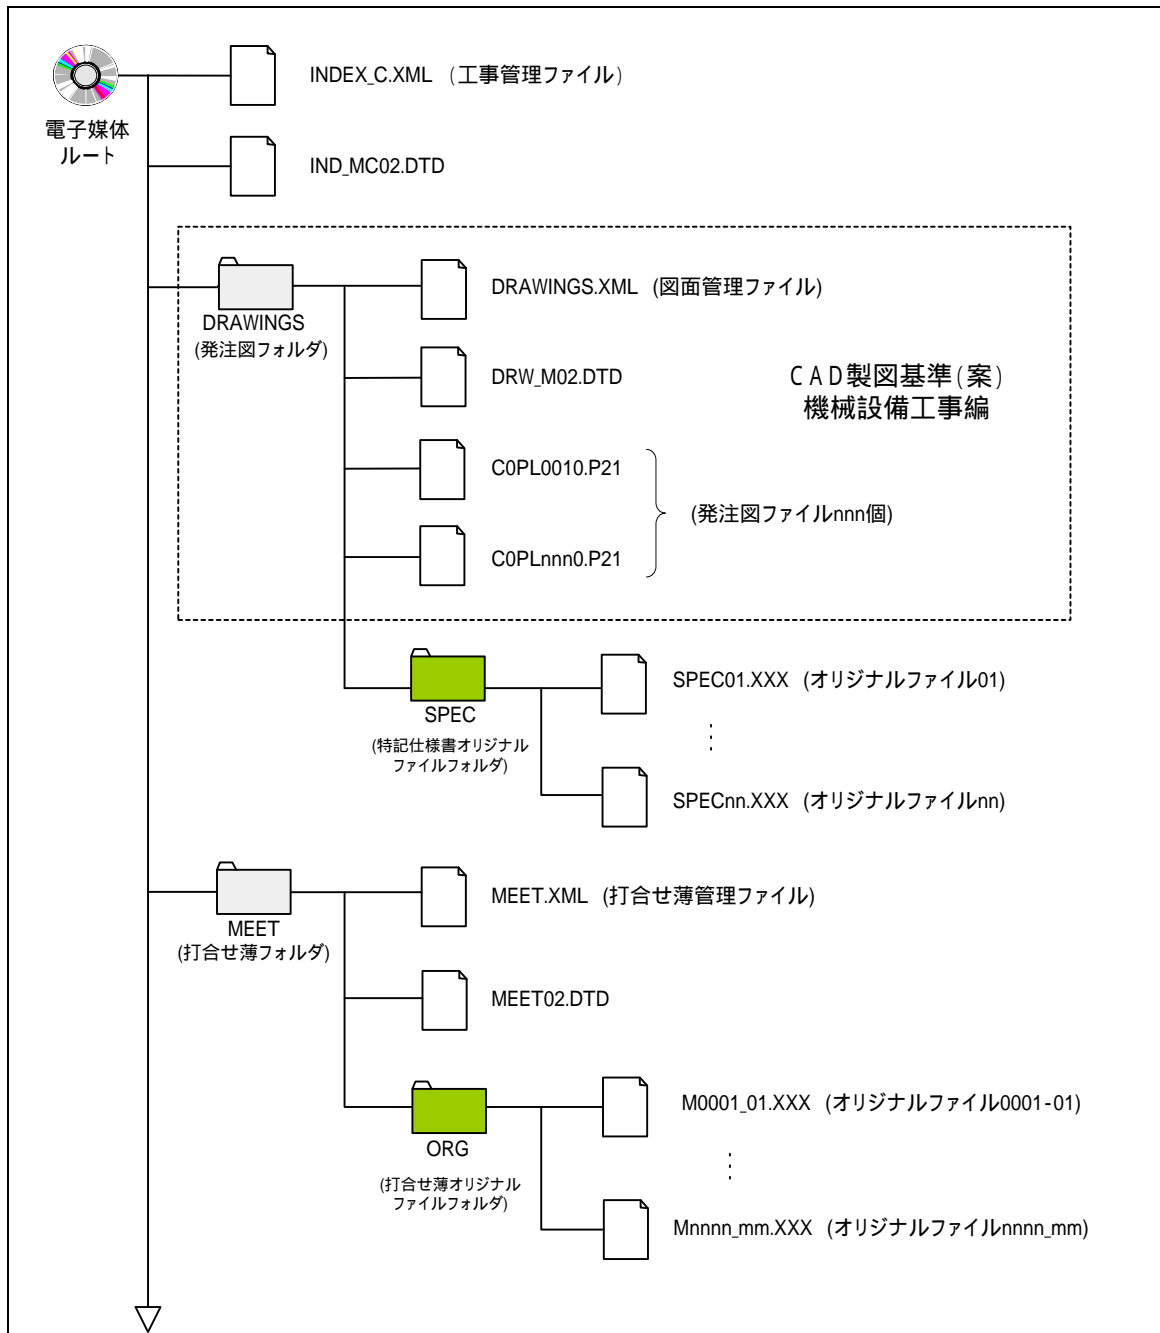 INDEX_C.XML (工事管理ファイル)
電子媒体
ルート
IND_MC02.DTD
DRAWINGS.XML (図面管理ファイル)
DRAWINGS
(発注図フォルダ)
DRW_M02.DTD
CAD製図基準(案)
機械設備工事編
C0PL0010.P21
(発注図ファイルnnn個)
C0PLnnn0.P21
SPEC01.XXX (オリジナルファイル01)
SPEC
(特記仕様書オリジナル
ファイルフォルダ)
SPECnn.XXX (オリジナルファイルnn)
MEET.XML (打合せ薄管理ファイル)
MEET
(打合せ薄フォルダ)
MEET02.DTD
M0001_01.XXX (オリジナルファイル0001-01)
ORG
(打合せ薄オリジナル
ファイルフォルダ)
Mnnnn_mm.XXX (オリジナルファイルnnnn_mm)